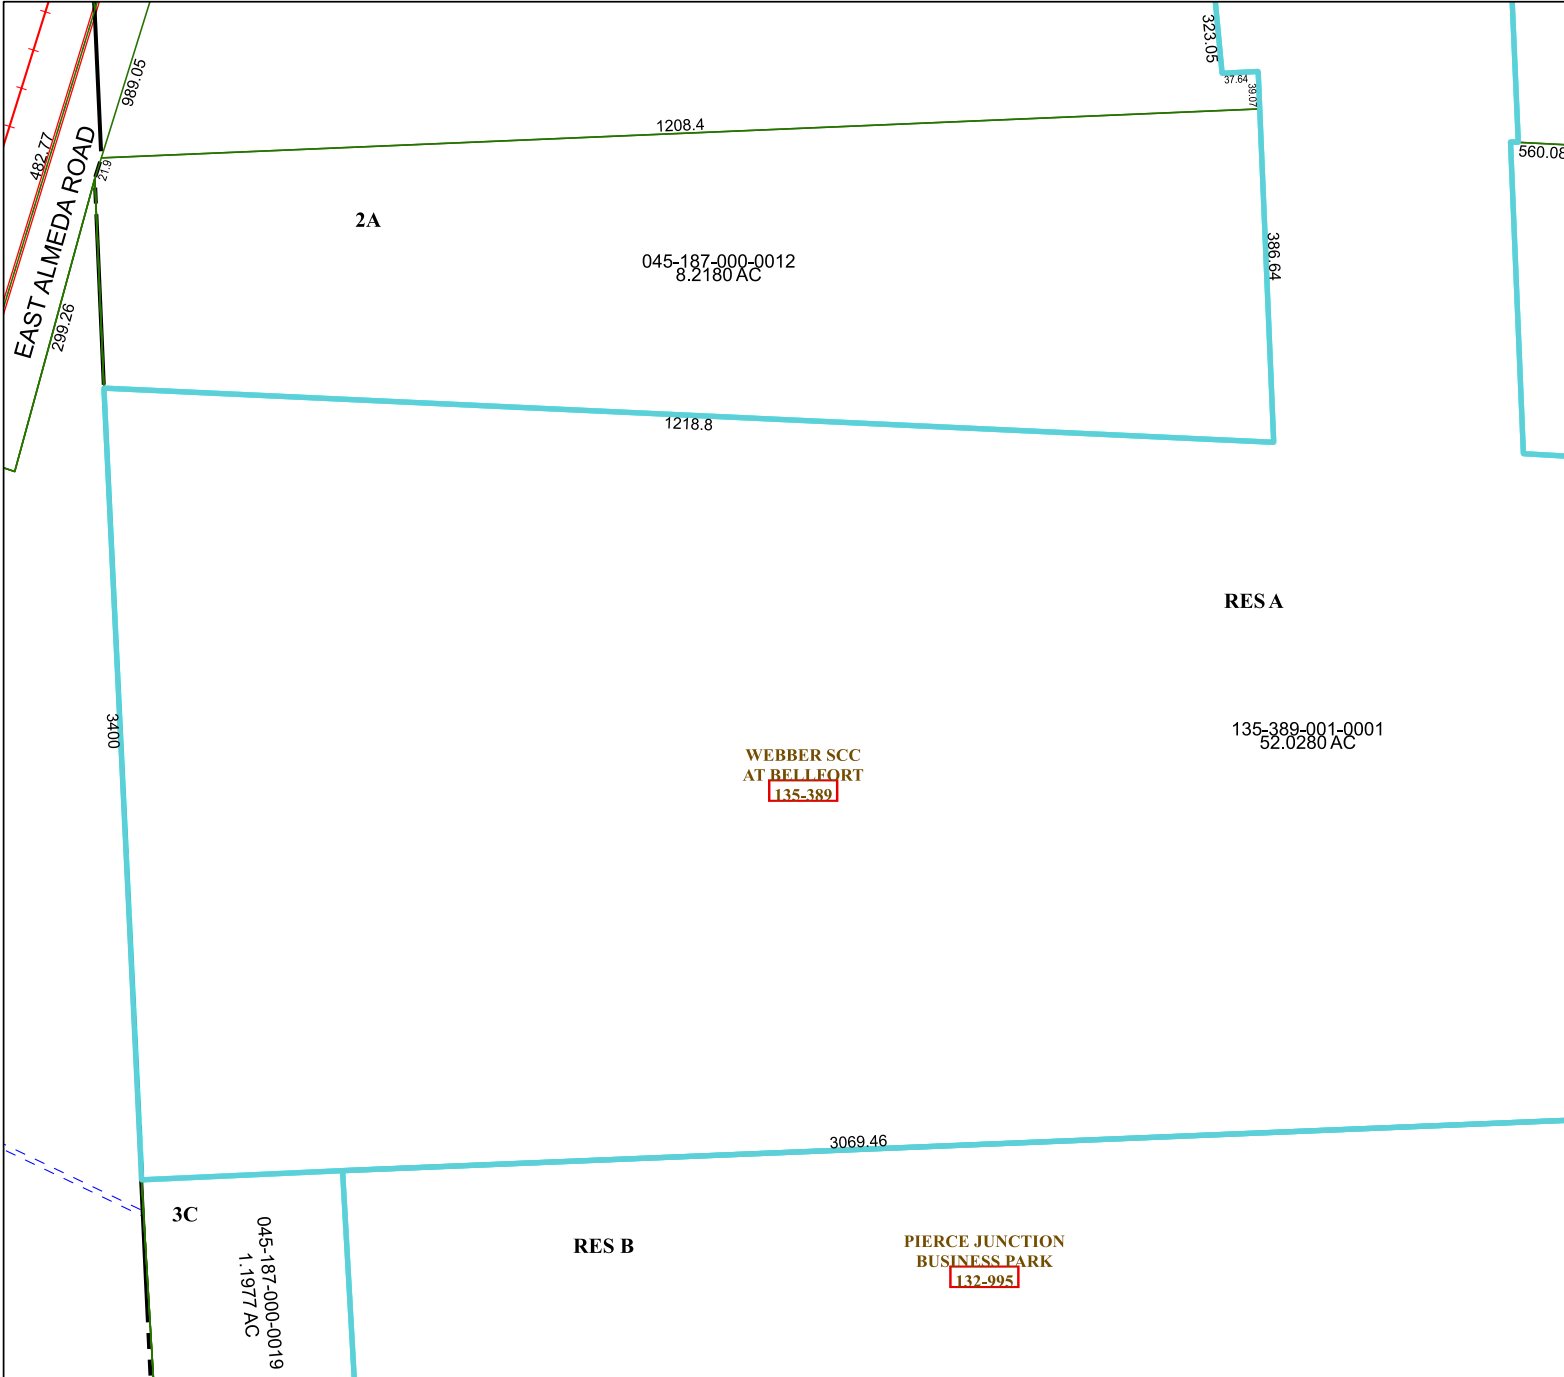 323.05
989.05
37.64
39.07
1208.4
482.77
EAST ALMEDA ROAD
21.9
560.08
2A
045-187-000-0012
8.2180 AC
386.64
299.26
1218.8
RES A
3400
135-389-001-0001
52.0280 AC
WEBBER SCC
AT BELLFORT
135-389
3069.46
3C
045-187-000-0019
1.1977 AC
RES B
PIERCE JUNCTION
BUSINESS PARK
132-995